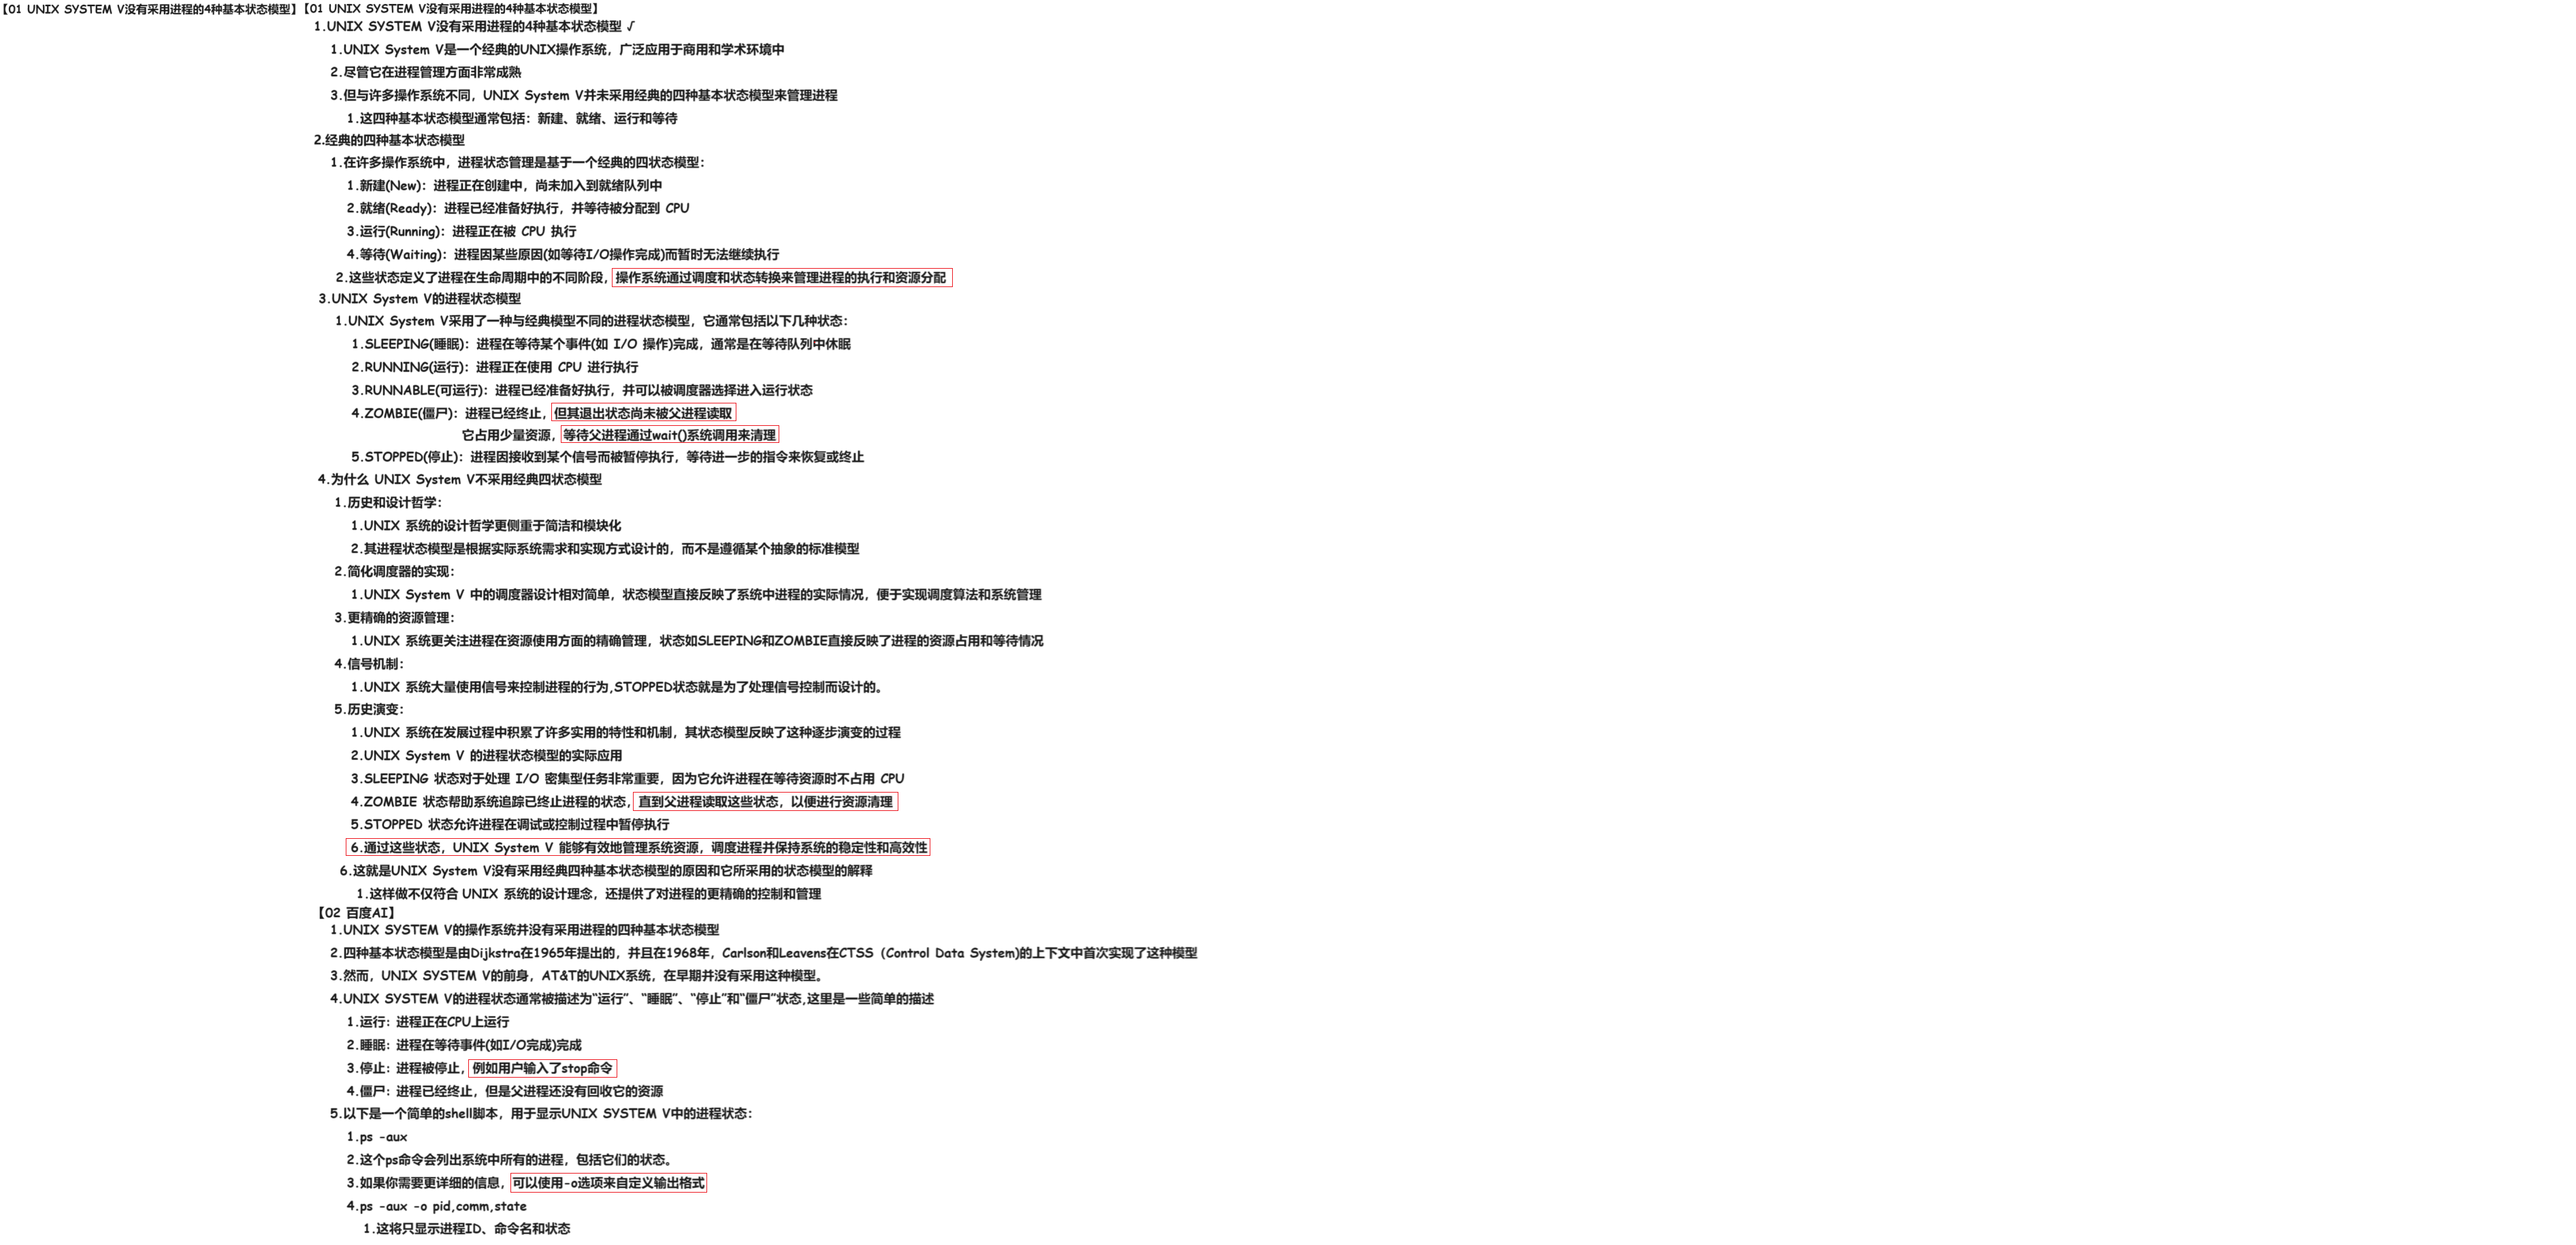 【01 UNIX SYSTEM V没有采用进程的4种基本状态模型】【01 UNIX SYSTEM V没有采用进程的4种基本状态模型】
1.UNIX SYSTEM V没有采用进程的4种基本状态模型 √
1.UNIX System V是一个经典的UNIX操作系统，广泛应用于商用和学术环境中
2.尽管它在进程管理方面非常成熟
3.但与许多操作系统不同，UNIX System V并未采用经典的四种基本状态模型来管理进程
1.这四种基本状态模型通常包括：新建、就绪、运行和等待
2.经典的四种基本状态模型
1.在许多操作系统中，进程状态管理是基于一个经典的四状态模型：
1.新建(New)：进程正在创建中，尚未加入到就绪队列中
2.就绪(Ready)：进程已经准备好执行，并等待被分配到 CPU
3.运行(Running)：进程正在被 CPU 执行
4.等待(Waiting)：进程因某些原因(如等待I/O操作完成)而暂时无法继续执行
2.这些状态定义了进程在生命周期中的不同阶段，操作系统通过调度和状态转换来管理进程的执行和资源分配
3.UNIX System V的进程状态模型
1.UNIX System V采用了一种与经典模型不同的进程状态模型，它通常包括以下几种状态：
1.SLEEPING(睡眠)：进程在等待某个事件(如 I/O 操作)完成，通常是在等待队列中休眠
2.RUNNING(运行)：进程正在使用 CPU 进行执行
3.RUNNABLE(可运行)：进程已经准备好执行，并可以被调度器选择进入运行状态
4.ZOMBIE(僵尸)：进程已经终止，但其退出状态尚未被父进程读取
它占用少量资源，等待父进程通过wait()系统调用来清理
5.STOPPED(停止)：进程因接收到某个信号而被暂停执行，等待进一步的指令来恢复或终止
4.为什么 UNIX System V不采用经典四状态模型
1.历史和设计哲学：
1.UNIX 系统的设计哲学更侧重于简洁和模块化
2.其进程状态模型是根据实际系统需求和实现方式设计的，而不是遵循某个抽象的标准模型
2.简化调度器的实现：
1.UNIX System V 中的调度器设计相对简单，状态模型直接反映了系统中进程的实际情况，便于实现调度算法和系统管理
3.更精确的资源管理：
1.UNIX 系统更关注进程在资源使用方面的精确管理，状态如SLEEPING和ZOMBIE直接反映了进程的资源占用和等待情况
4.信号机制：
1.UNIX 系统大量使用信号来控制进程的行为,STOPPED状态就是为了处理信号控制而设计的。
5.历史演变：
1.UNIX 系统在发展过程中积累了许多实用的特性和机制，其状态模型反映了这种逐步演变的过程
2.UNIX System V 的进程状态模型的实际应用
3.SLEEPING 状态对于处理 I/O 密集型任务非常重要，因为它允许进程在等待资源时不占用 CPU
4.ZOMBIE 状态帮助系统追踪已终止进程的状态，直到父进程读取这些状态，以便进行资源清理
5.STOPPED 状态允许进程在调试或控制过程中暂停执行
6.通过这些状态，UNIX System V 能够有效地管理系统资源，调度进程并保持系统的稳定性和高效性
6.这就是UNIX System V没有采用经典四种基本状态模型的原因和它所采用的状态模型的解释
1.这样做不仅符合 UNIX 系统的设计理念，还提供了对进程的更精确的控制和管理
【02 百度AI】
1.UNIX SYSTEM V的操作系统并没有采用进程的四种基本状态模型
2.四种基本状态模型是由Dijkstra在1965年提出的，并且在1968年，Carlson和Leavens在CTSS（Control Data System)的上下文中首次实现了这种模型
3.然而，UNIX SYSTEM V的前身，AT&T的UNIX系统，在早期并没有采用这种模型。
4.UNIX SYSTEM V的进程状态通常被描述为“运行”、“睡眠”、“停止”和“僵尸”状态,这里是一些简单的描述
1.运行：进程正在CPU上运行
2.睡眠：进程在等待事件(如I/O完成)完成
3.停止：进程被停止，例如用户输入了stop命令
4.僵尸：进程已经终止，但是父进程还没有回收它的资源
5.以下是一个简单的shell脚本，用于显示UNIX SYSTEM V中的进程状态：
1.ps -aux
2.这个ps命令会列出系统中所有的进程，包括它们的状态。
3.如果你需要更详细的信息，可以使用-o选项来自定义输出格式
4.ps -aux -o pid,comm,state
1.这将只显示进程ID、命令名和状态